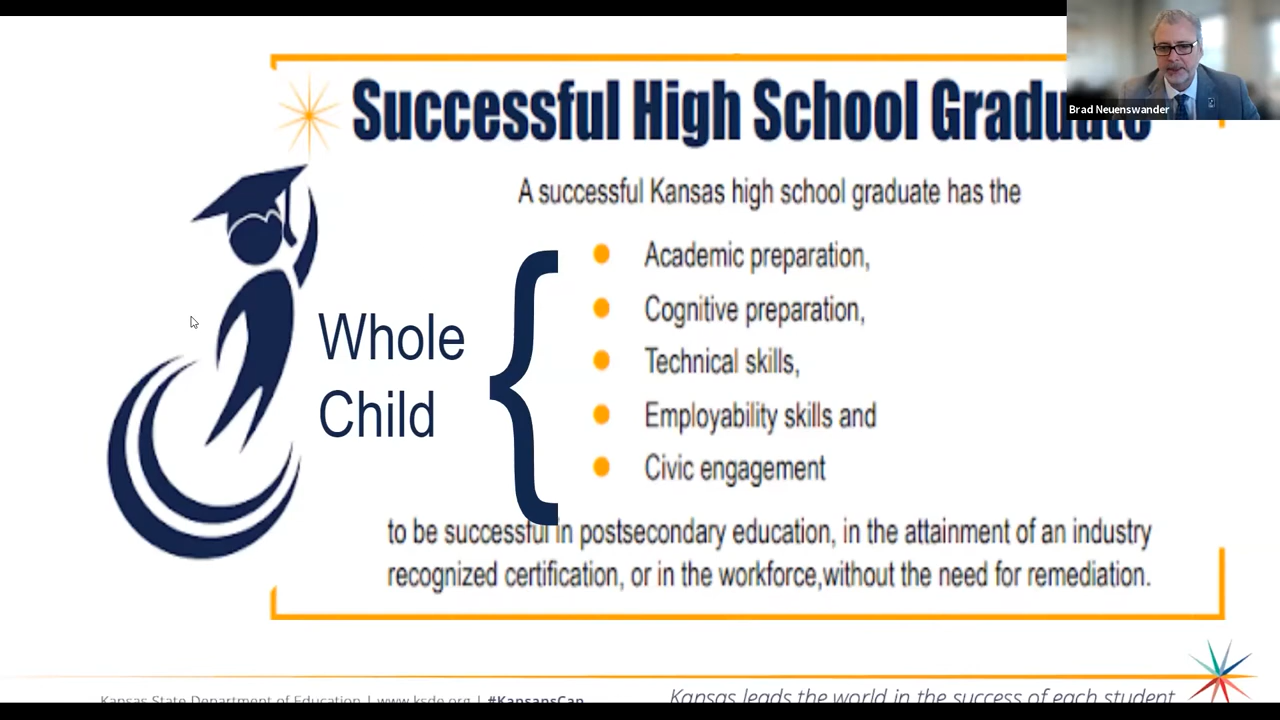 Successful High School Graduate
Brad Neuenswander
A successful Kansas high school graduate has the
Academic preparation,
Cognitive preparation,
Technical skills,
Employability skills and
Civic engagement
Whole
Child
to be successful in postsecondary education, in the attainment of an industry
recognized certification, or in the workforce,without the need for remediation.
Kansas State Department of Education | www.ksde.org | #KansansCan
Kansas leads the world in the success of each student